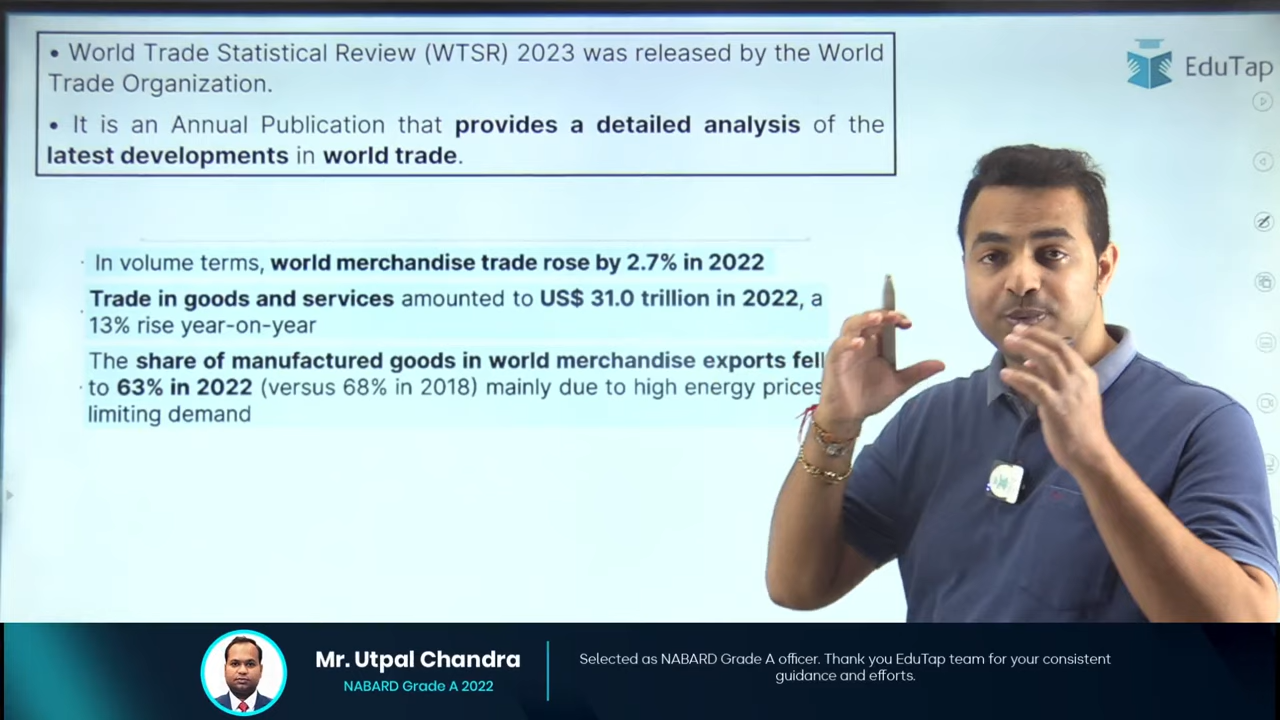 • World Trade Statistical Review (WTSR) 2023 was released by the World
Trade Organization.
• It is an Annual Publication that provides a detailed analysis of the
latest developments in world trade.
EduTap
· In volume terms, world merchandise trade rose by 2.7% in 2022
Trade in goods and services amounted to US$ 31.0 trillion in 2022, a
· 13% rise year-on-year
The share of manufactured goods in world merchandise exports fell
· to 63% in 2022 (versus 68% in 2018) mainly due to high energy prices
limiting demand
Mr. Utpal Chandra
NABARD Grade A 2022
Selected as NABARD Grade A officer. Thank you EduTap team for your consistent
guidance and efforts.